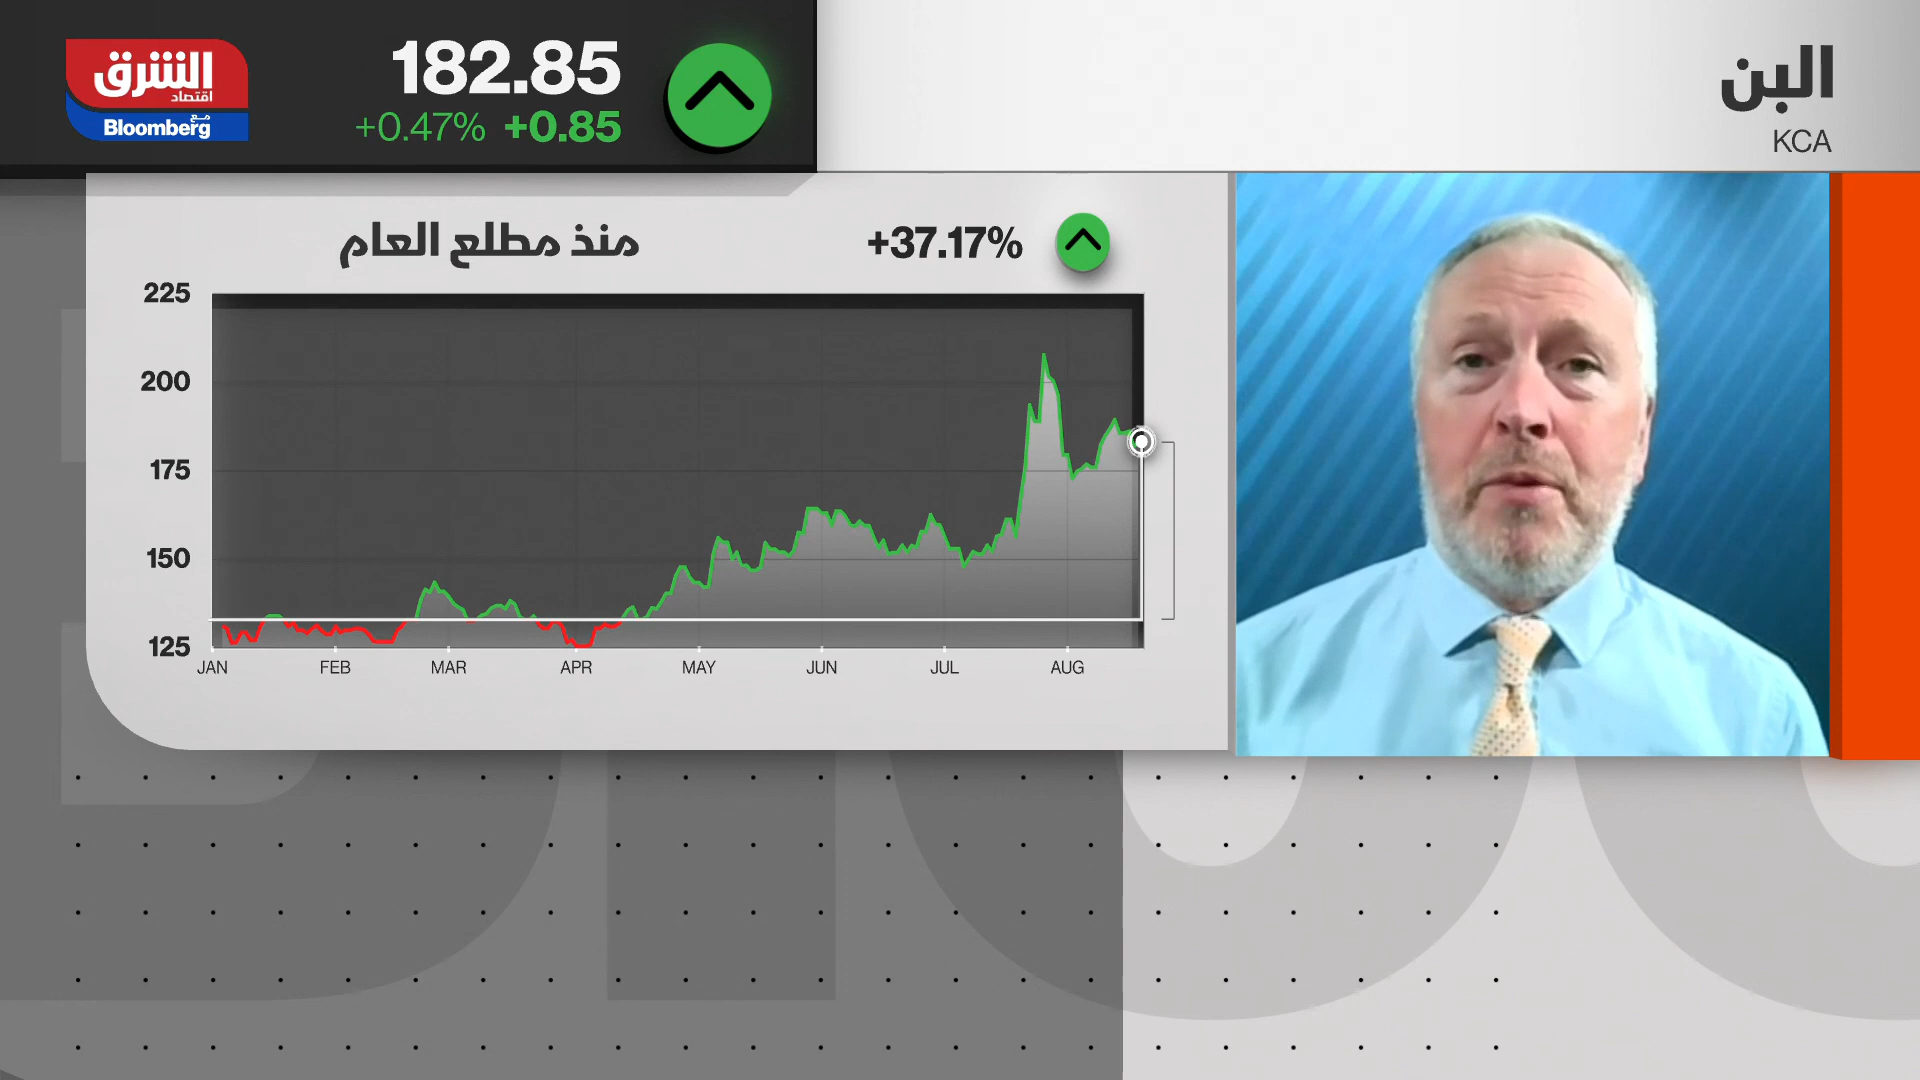 الشرق
اقتصاد
مع
Bloomberg
182.85
+0.47% +0.85
البن
KCA
منذ مطلع العام
+37.17%
225
200
175
150
125
JAN FEB MAR APR MAY JUN JUL AUG